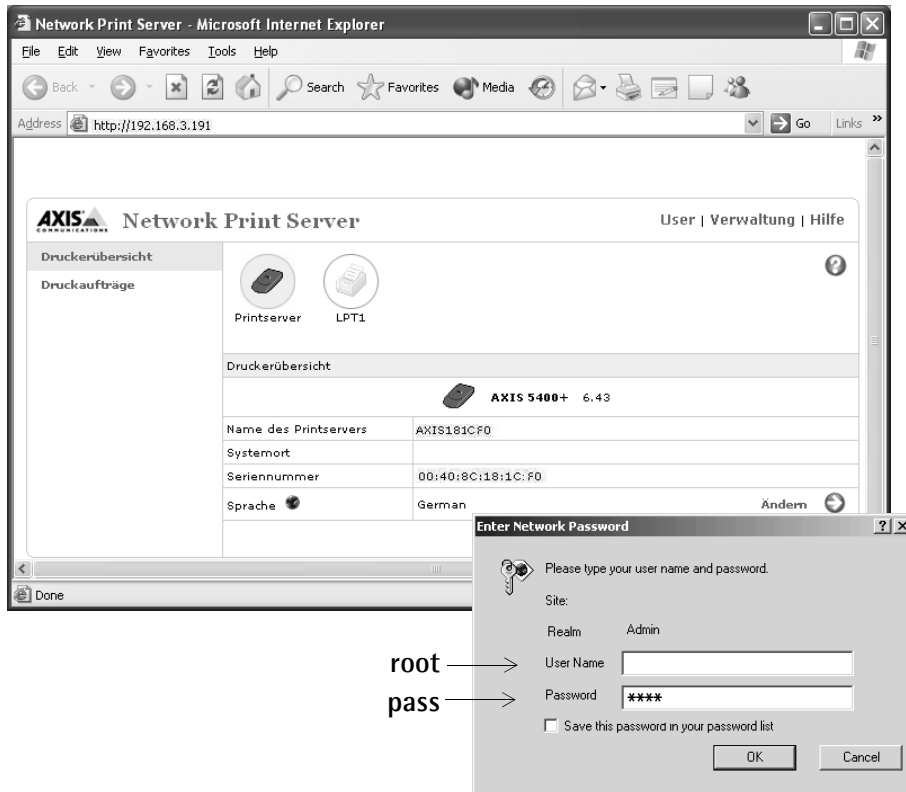 Network Print Server - Microsoft Internet Explorer
File Edit View Favorites Tools Help
Back Search Favorites Media
Address http://192.168.3.191 Go Links »
AXIS COMMUNICATIONS Network Print Server User | Verwaltung | Hilfe
Druckerübersicht
Druckaufträge
Printserver LPT1
Druckerübersicht
AXIS 5400+ 6.43
Name des Printservers AXIS181CF0
Systemort
Seriennummer 00:40:8C:18:1C:F0
Sprache German Ändern
Done
Enter Network Password
Please type your user name and password.
Site:
Realm Admin
root User Name
pass Password ****
Save this password in your password list
OK Cancel